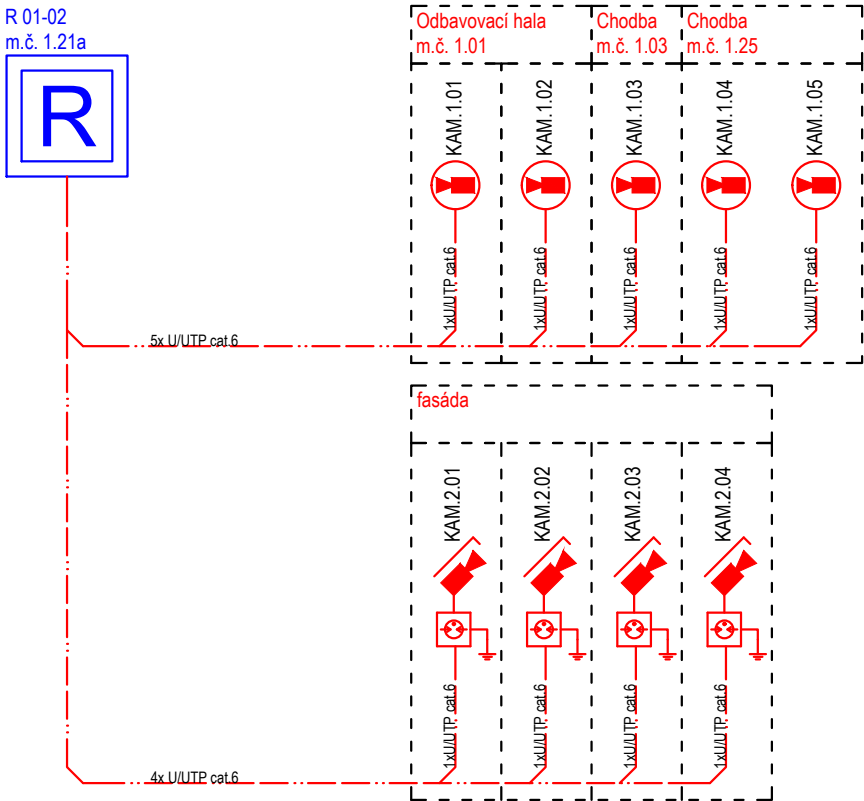 R 01-02
m.č. 1.21a
R
Odbavovací hala
m.č. 1.01
Chodba
m.č. 1.03
Chodba
m.č. 1.25
KAM.1.01
KAM.1.02
KAM.1.03
KAM.1.04
KAM.1.05
1xU/UTP cat.6
1xU/UTP cat.6
1xU/UTP cat.6
1xU/UTP cat.6
1xU/UTP cat.6
5x U/UTP cat.6
fasáda
KAM.2.01
KAM.2.02
KAM.2.03
KAM.2.04
1xU/UTP cat.6
1xU/UTP cat.6
1xU/UTP cat.6
1xU/UTP cat.6
4x U/UTP cat.6